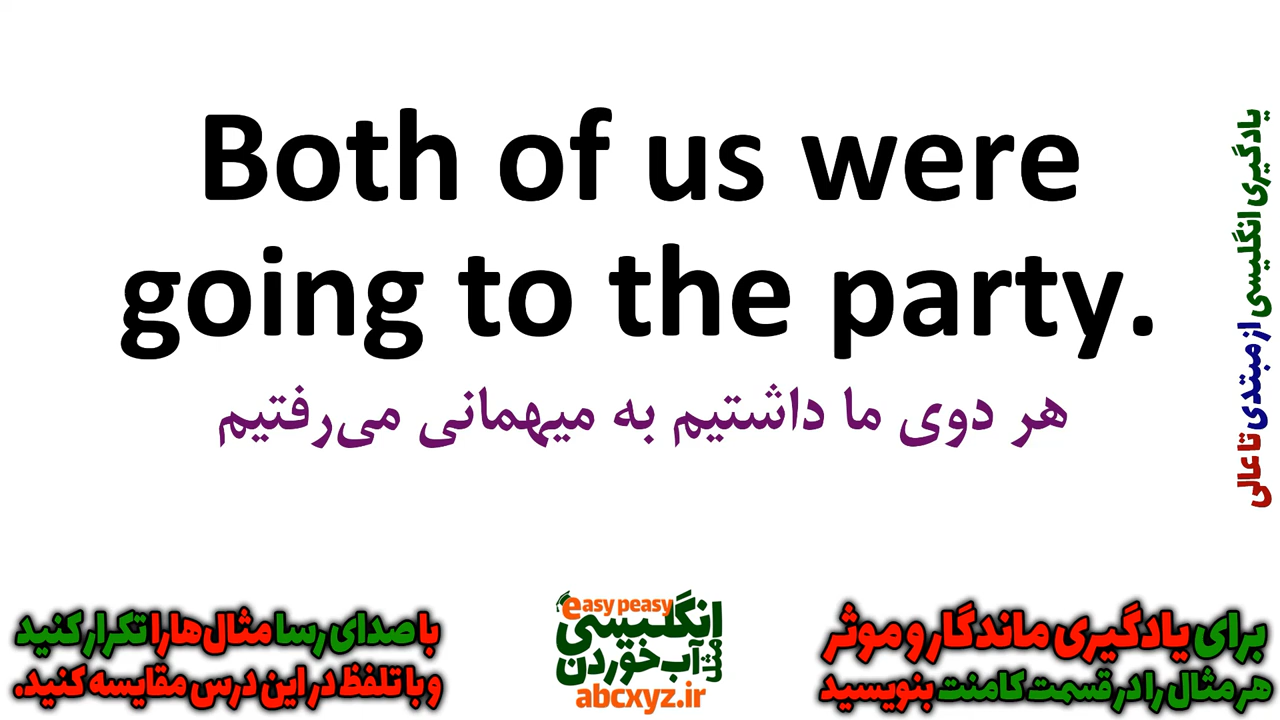 Both of us were
going to the party.
هر دوی ما داشتیم به میهمانی می‌رفتیم
یادگیری انگلیسی از مبتدی تا عالی
برای یادگیری ماندگار و موثر
هر مثال را در قسمت کامنت بنویسید
easy peasy
انگلیسی
مثل آب خوردن
abcxyz.ir
با صدای رسا مثال‌ها را تکرار کنید
و با تلفظ در این درس مقایسه کنید.